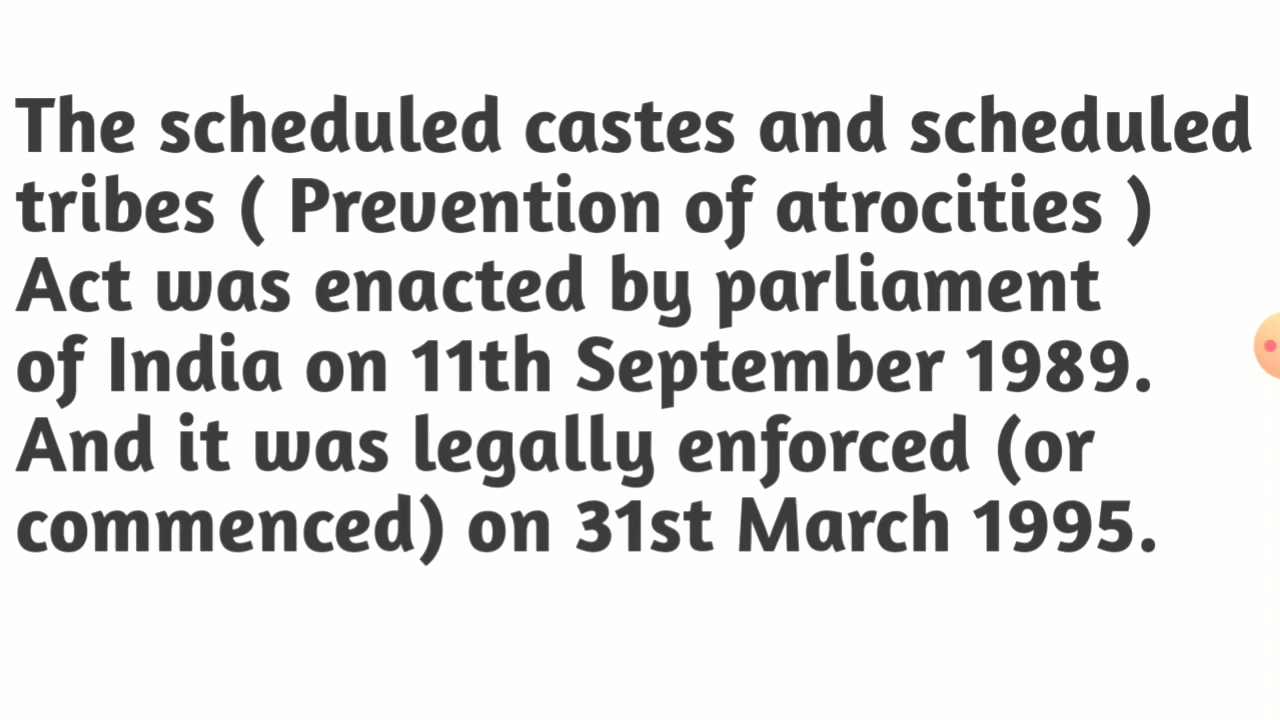 The scheduled castes and scheduled
tribes ( Prevention of atrocities )
Act was enacted by parliament
of India on 11th September 1989.
And it was legally enforced (or
commenced) on 31st March 1995.